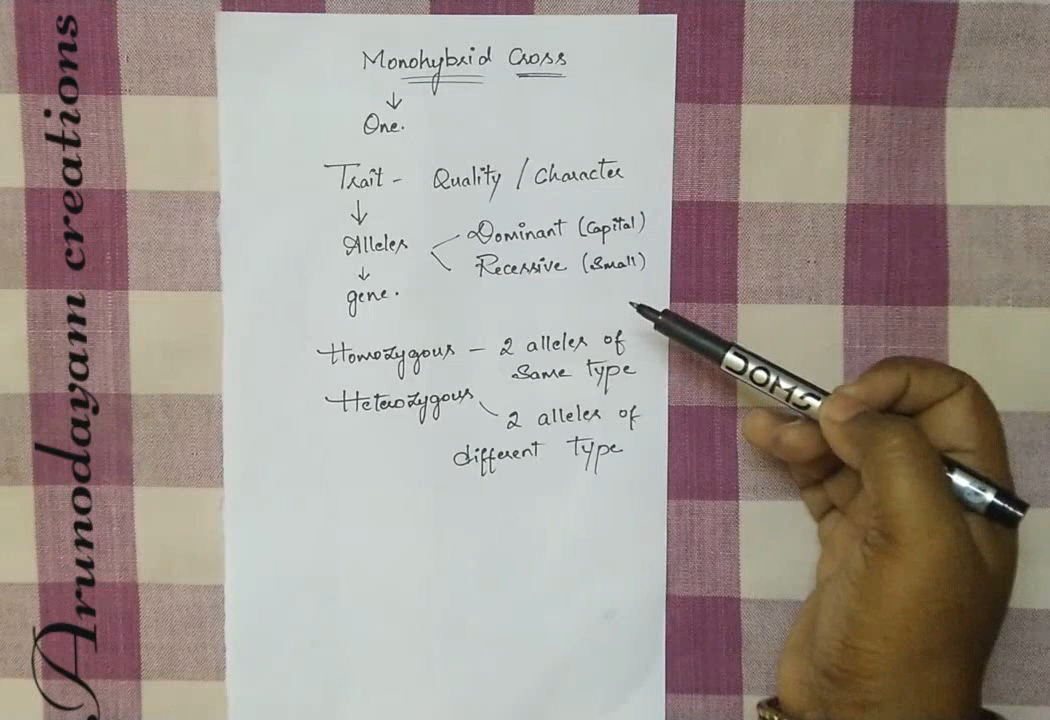 Monohybrid Cross
↓
One.
Trait - Quality / Character
↓
Alleles
Dominant (Capital)
Recessive (Small)
↓
gene.
Homozygous - 2 alleles of
same type
Heterozygous
2 alleles of
different type
DOMS
Arunodayam creations